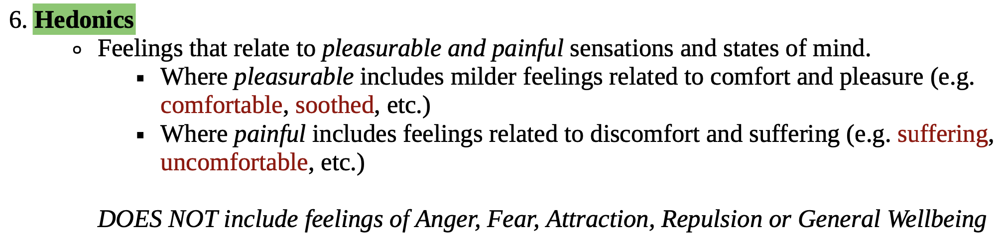 6. Hedonics
Feelings that relate to pleasurable and painful sensations and states of mind.
Where pleasurable includes milder feelings related to comfort and pleasure (e.g.
comfortable, soothed, etc.)
Where painful includes feelings related to discomfort and suffering (e.g. suffering,
uncomfortable, etc.)
DOES NOT include feelings of Anger, Fear, Attraction, Repulsion or General Wellbeing